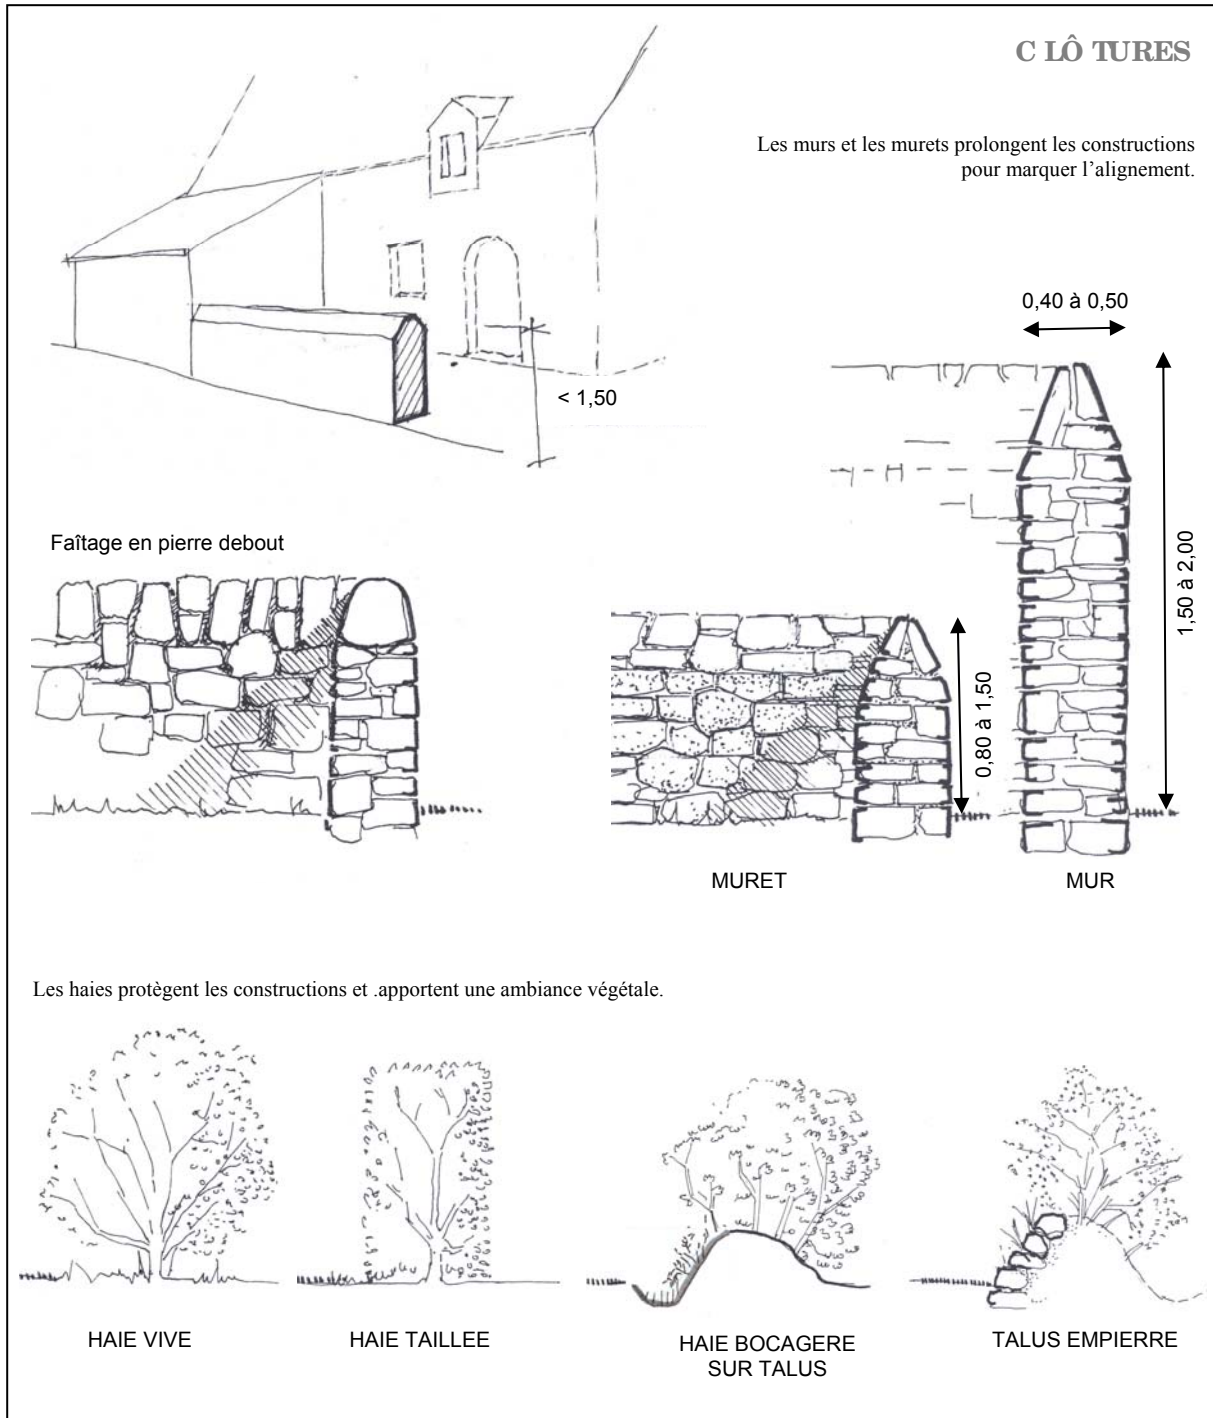 C LÔ TURES
Les murs et les murets prolongent les constructions
pour marquer l’alignement.
0,40 à 0,50
< 1,50
1,50 à 2,00
Faîtage en pierre debout
0,80 à 1,50
MURET
MUR
Les haies protègent les constructions et .apportent une ambiance végétale.
HAIE VIVE
HAIE TAILLEE
HAIE BOCAGERE
SUR TALUS
TALUS EMPIERRE